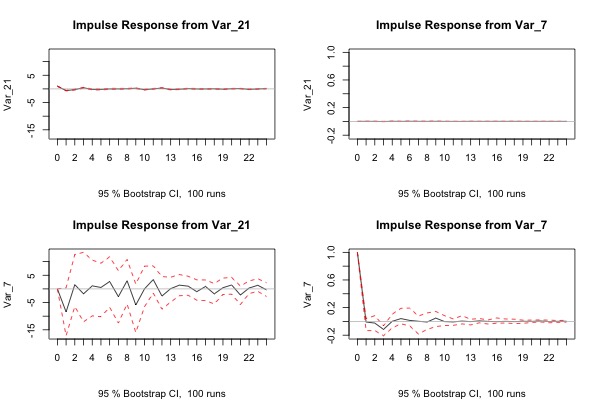 Impulse Response from Var_21
Var_21
5
-5
-15
0 2 4 6 8 10 13 16 19 22
95 % Bootstrap CI, 100 runs
Impulse Response from Var_7
Var_21
1.0
0.6
0.2
-0.2
0 2 4 6 8 10 13 16 19 22
95 % Bootstrap CI, 100 runs
Impulse Response from Var_21
Var_7
5
-5
-15
0 2 4 6 8 10 13 16 19 22
95 % Bootstrap CI, 100 runs
Impulse Response from Var_7
Var_7
1.0
0.6
0.2
-0.2
0 2 4 6 8 10 13 16 19 22
95 % Bootstrap CI, 100 runs